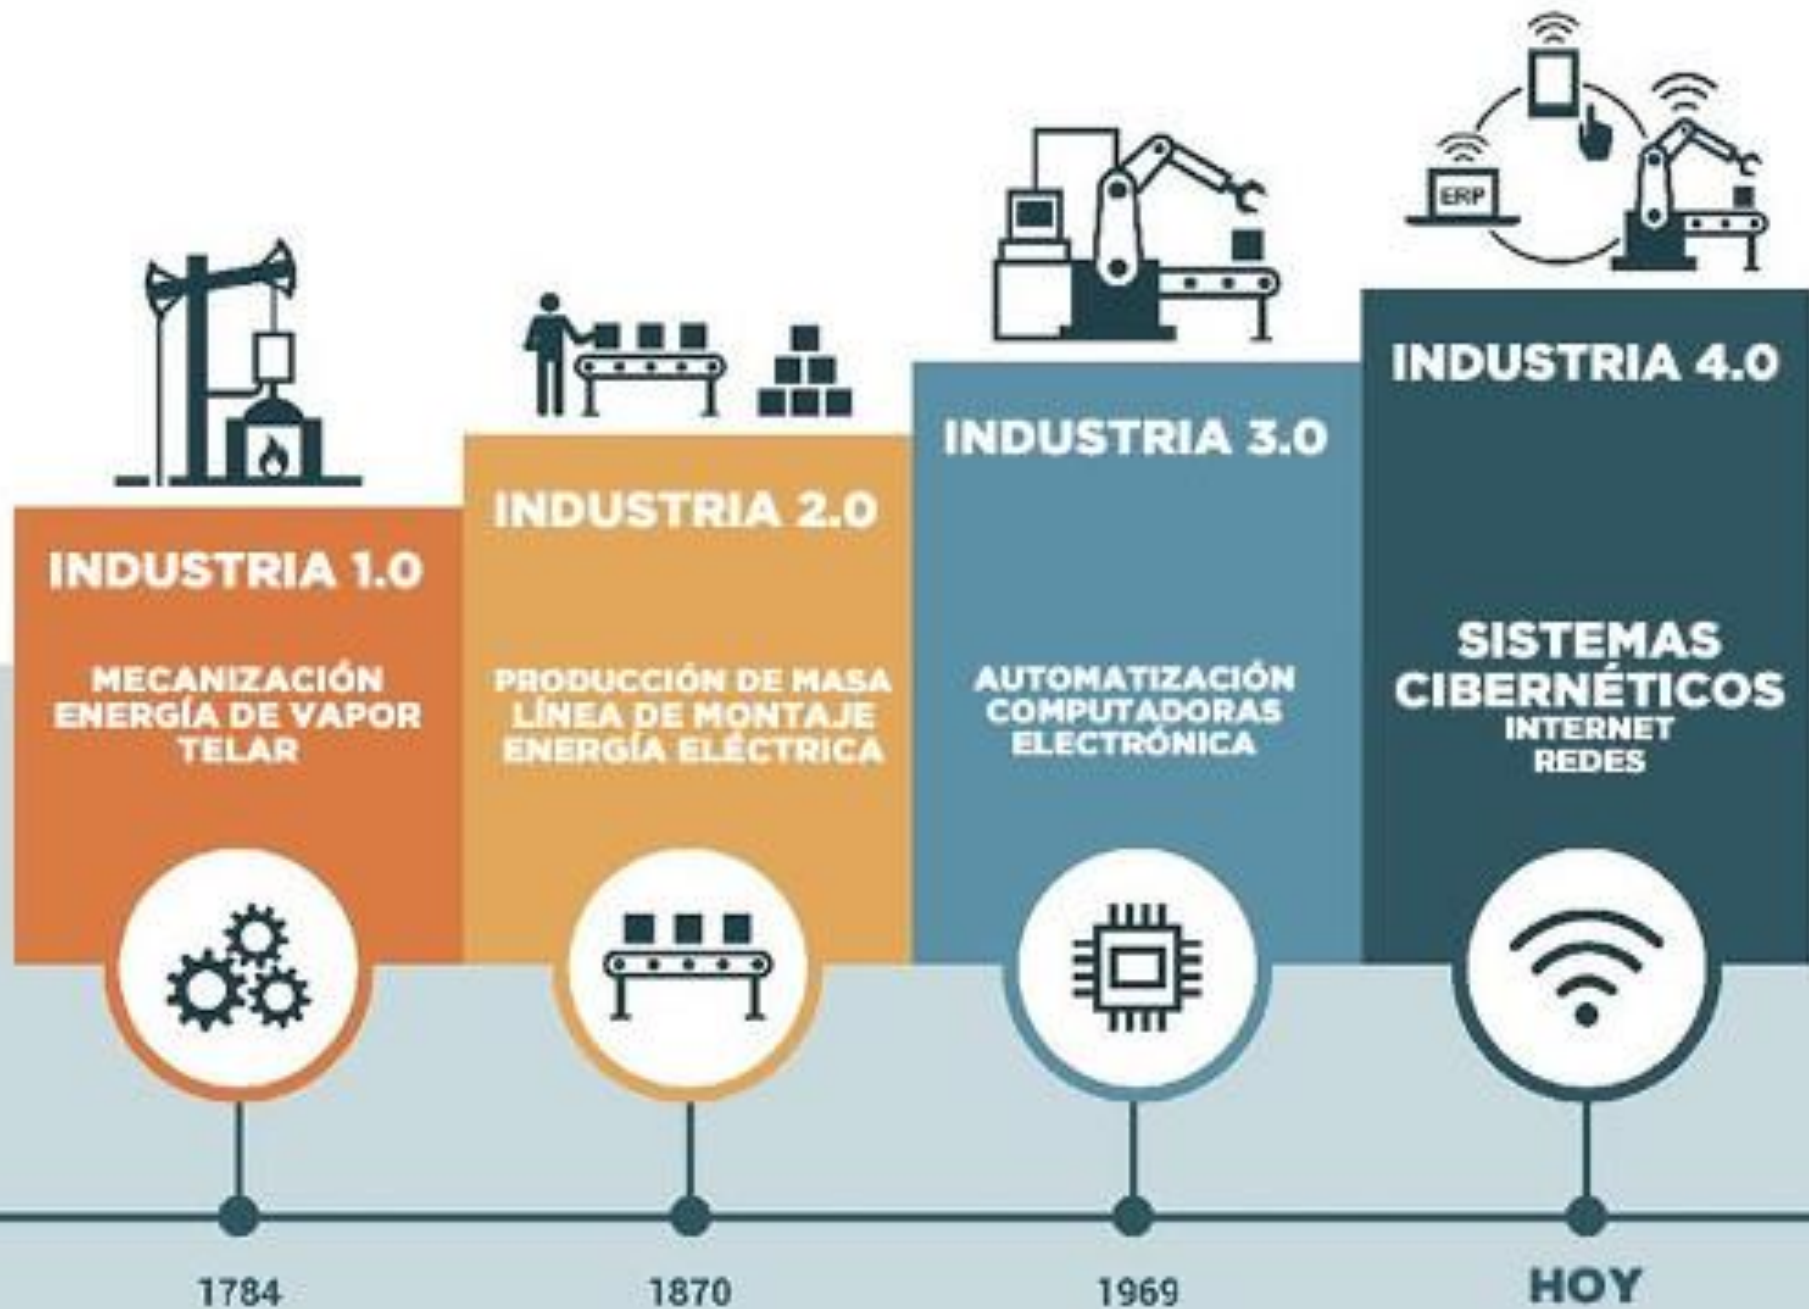 ERP
INDUSTRIA 1.0
MECANIZACIÓN
ENERGÍA DE VAPOR
TELAR
1784
INDUSTRIA 2.0
PRODUCCIÓN DE MASA
LÍNEA DE MONTAJE
ENERGÍA ELÉCTRICA
1870
INDUSTRIA 3.0
AUTOMATIZACIÓN
COMPUTADORAS
ELECTRÓNICA
1969
INDUSTRIA 4.0
SISTEMAS
CIBERNÉTICOS
INTERNET
REDES
HOY